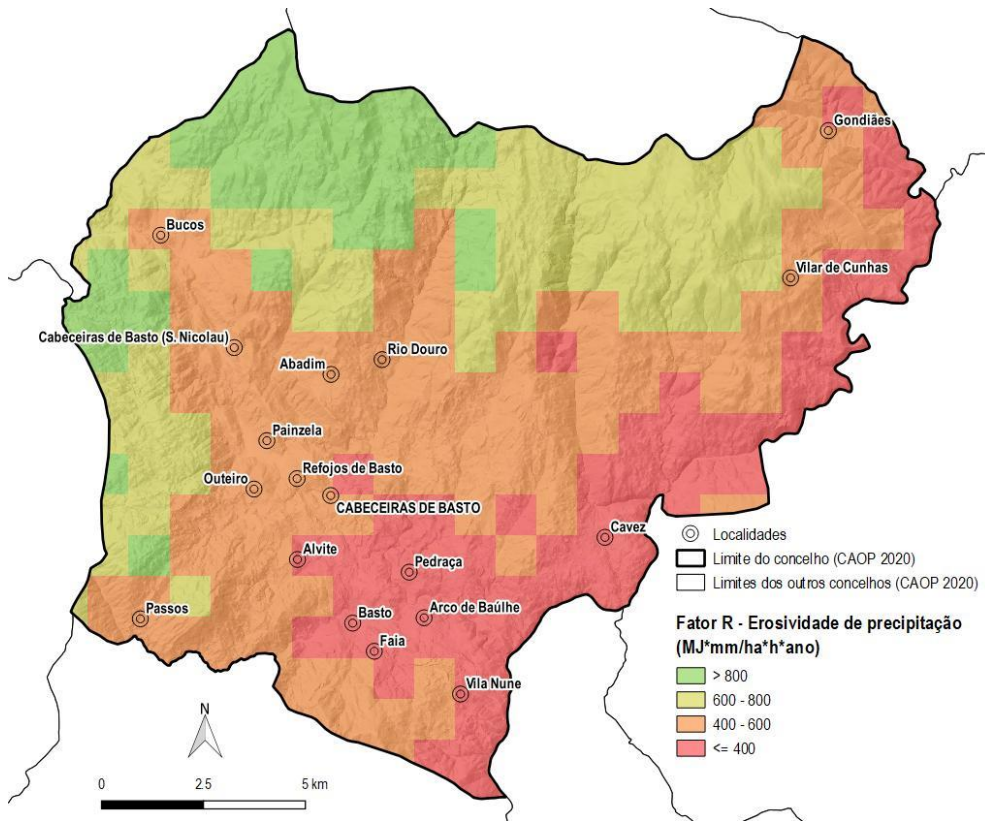 Gondiães
Bucos
Vilar de Cunhas
Cabeceiras de Basto (S. Nicolau)
Rio Douro
Abadim
Painzela
Refojos de Basto
Outeiro
CABECEIRAS DE BASTO
Cavez
Alvite
Pedraça
Passos
Basto
Arco de Baúlhe
Faia
Vila Nune
Localidades
Limite do concelho (CAOP 2020)
Limites dos outros concelhos (CAOP 2020)
Fator R - Erosividade de precipitação
(MJ*mm/ha*h*ano)
> 800
600 - 800
400 - 600
<= 400
N
0 2.5 5 km